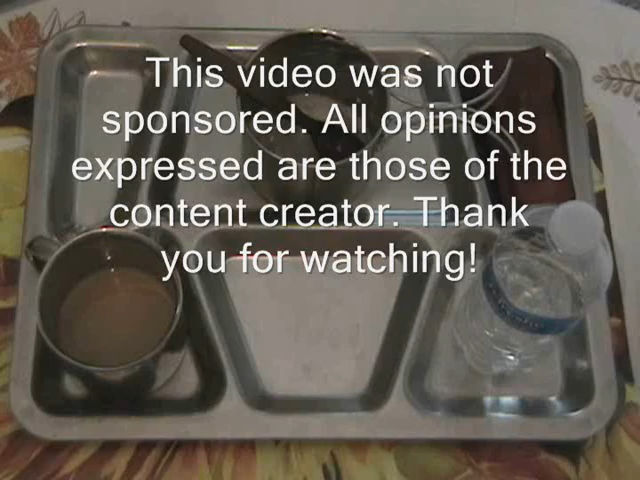 This video was not
sponsored. All opinions
expressed are those of the
content creator. Thank
you for watching!